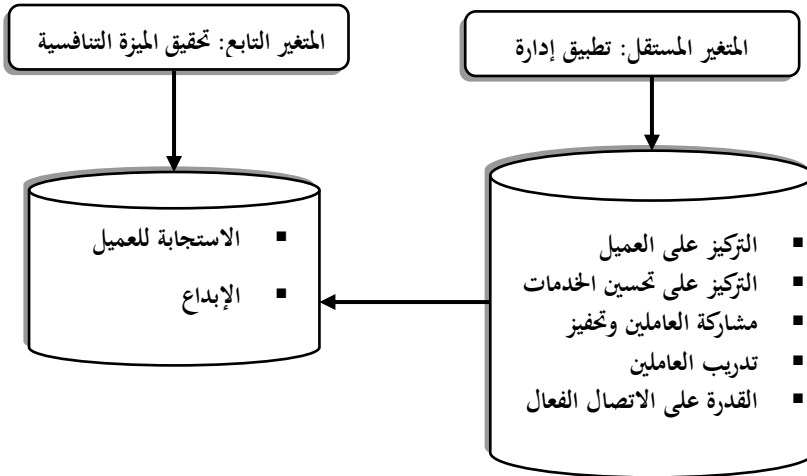 المتغير المستقل: تطبيق إدارة
المتغير التابع: تحقيق الميزة التنافسية
▪ التركيز على العميل
▪ التركيز على تحسين الخدمات
▪ مشاركة العاملين وتحفيز
▪ تدريب العاملين
▪ القدرة على الاتصال الفعال
▪ الاستجابة للعميل
▪ الإبداع